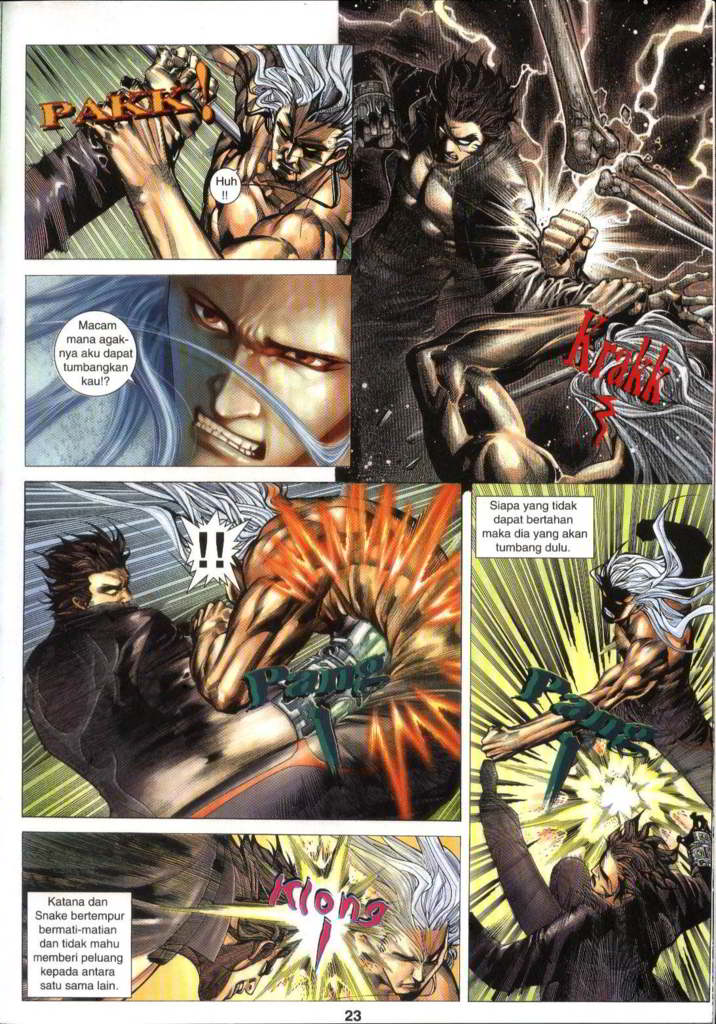 PAKK!
Huh
!!
Krakk
Macam
mana agak-
nya aku dapat
tumbangkan
kau!?
!!
Pang!
Siapa yang tidak
dapat bertahan
maka dia yang akan
tumbang dulu.
Pang!
Katana dan
Snake bertempur
bermati-matian
dan tidak mahu
memberi peluang
kepada antara
satu sama lain.
Klong!
23